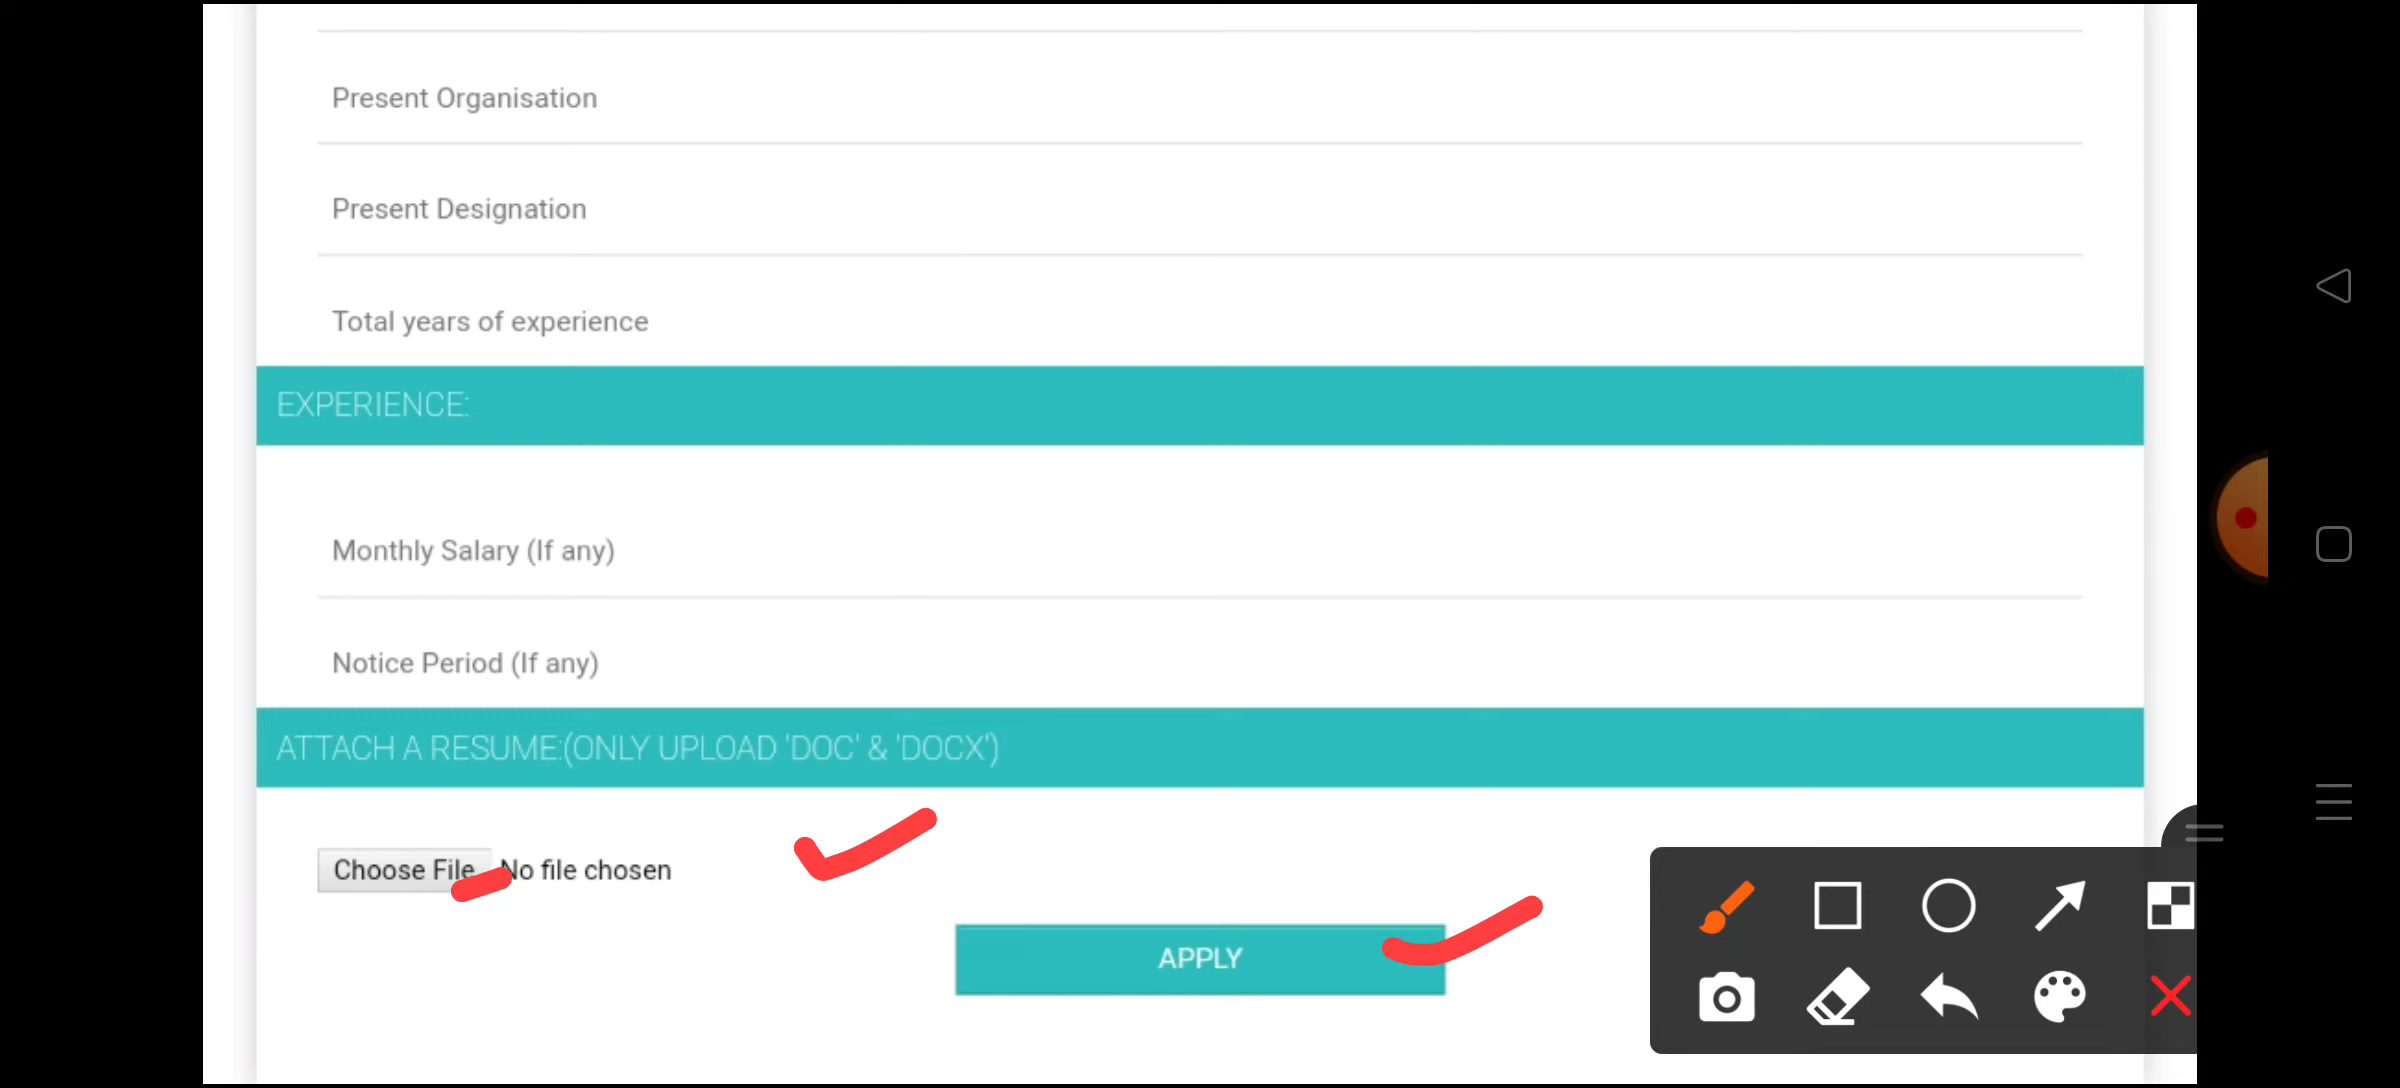 Present Organisation
Present Designation
Total years of experience
EXPERIENCE:
Monthly Salary (If any)
Notice Period (If any)
ATTACH A RESUME:(ONLY UPLOAD 'DOC' & 'DOCX')
Choose File No file chosen
APPLY